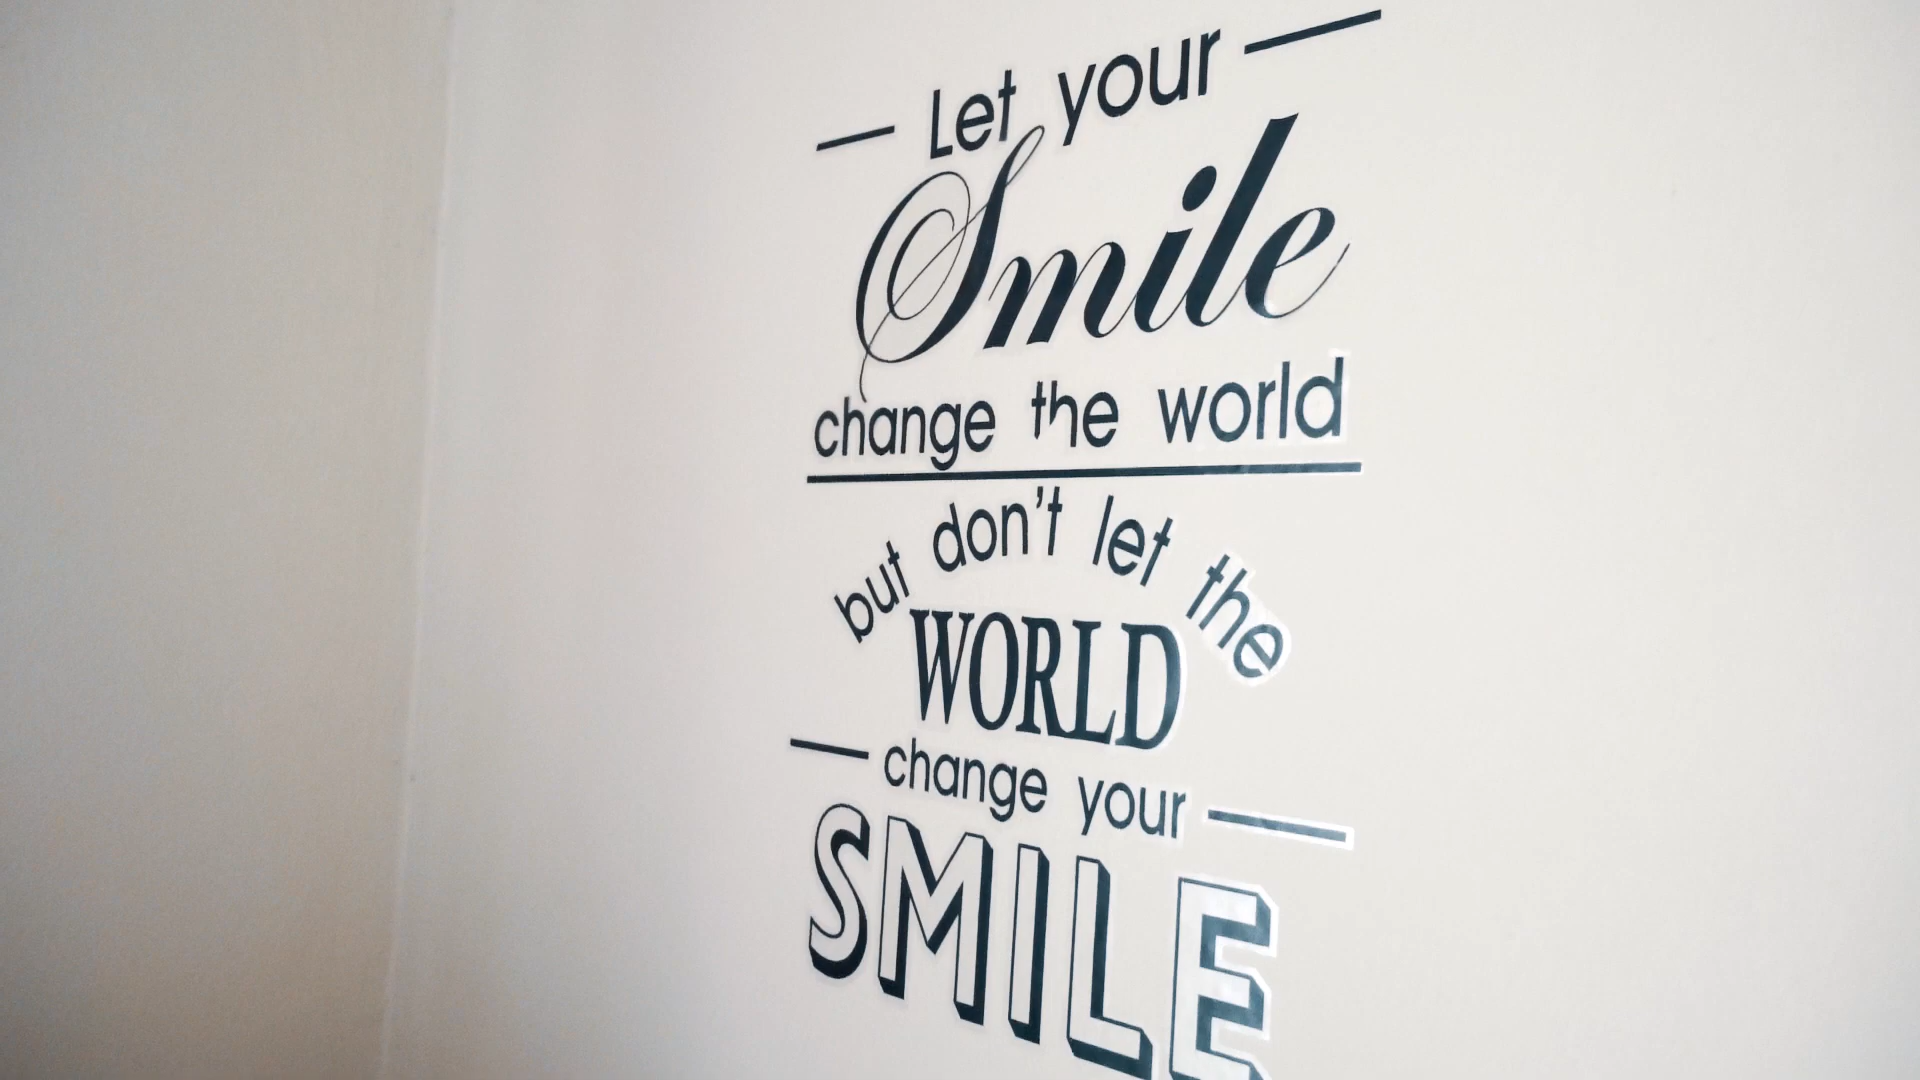 Let your
Smile
change the world
but don't let the
WORLD
change your
SMILE